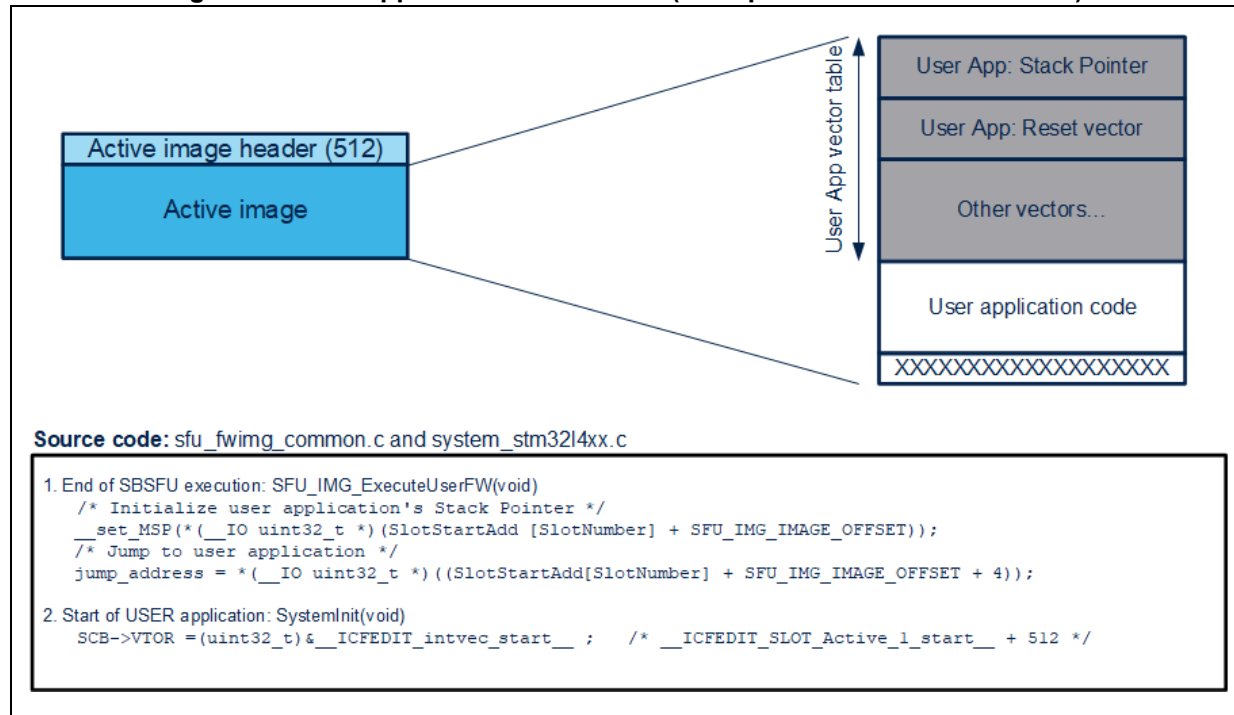 Active image header (512)
Active image
User App vector table
User App: Stack Pointer
User App: Reset vector
Other vectors...
User application code
XXXXXXXXXXXXXXXXXXX
Source code: sfu_fwimg_common.c and system_stm32l4xx.c
1. End of SBSFU execution: SFU_IMG_ExecuteUserFW(void)
/* Initialize user application's Stack Pointer */
__set_MSP(*(__IO uint32_t *)(SlotStartAdd [SlotNumber] + SFU_IMG_IMAGE_OFFSET));
/* Jump to user application */
jump_address = *(__IO uint32_t *)((SlotStartAdd[SlotNumber] + SFU_IMG_IMAGE_OFFSET + 4));
2. Start of USER application: SystemInit(void)
SCB->VTOR =(uint32_t)&__ICFEDIT_intvec_start__ ; /* __ICFEDIT_SLOT_Active_1_start__ + 512 */